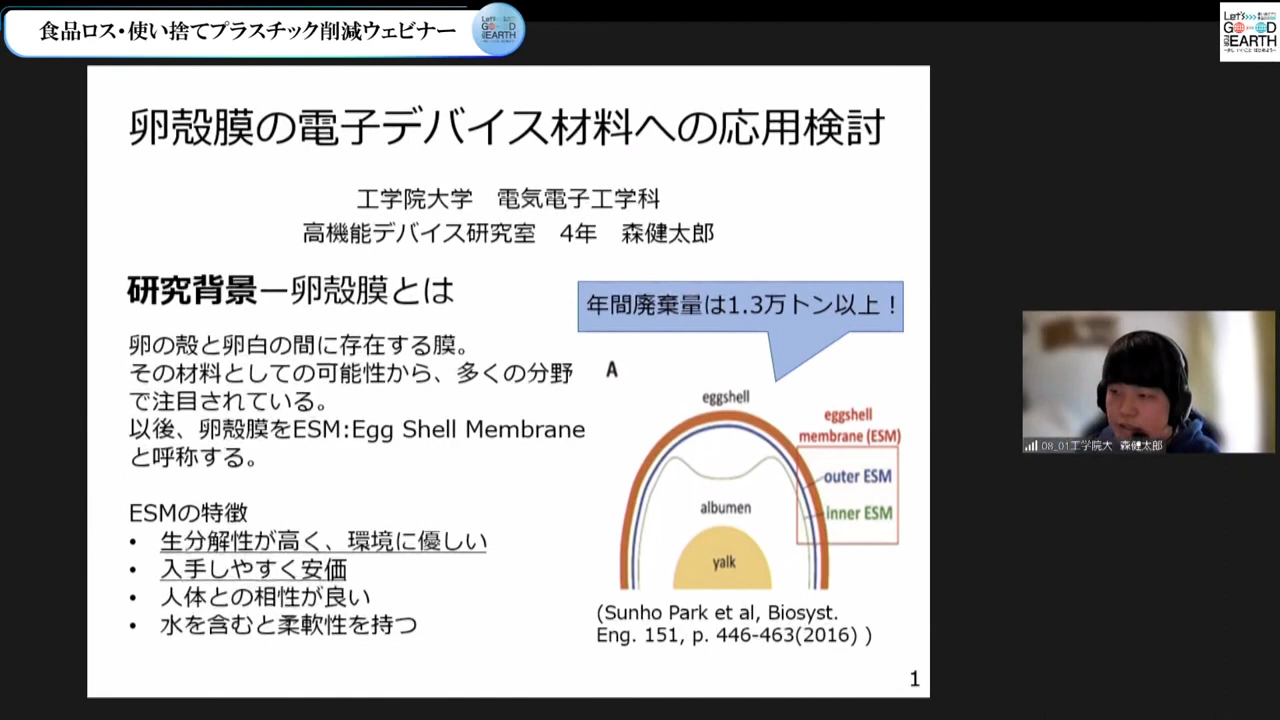 食品ロス・使い捨てプラスチック削減ウェビナー
Let's
GOOD
FOR EARTH
卵殻膜の電子デバイス材料への応用検討
工学院大学 電気電子工学科
高機能デバイス研究室 4年 森健太郎
研究背景ー卵殻膜とは
年間廃棄量は1.3万トン以上！
卵の殻と卵白の間に存在する膜。
その材料としての可能性から、多くの分野
で注目されている。
以後、卵殻膜をESM:Egg Shell Membrane
と呼称する。
ESMの特徴
• 生分解性が高く、環境に優しい
• 入手しやすく安価
• 人体との相性が良い
• 水を含むと柔軟性を持つ
A
eggshell
eggshell
membrane (ESM)
outer ESM
albumen
inner ESM
yalk
(Sunho Park et al, Biosyst.
Eng. 151, p. 446-463(2016) )
1
08_01工学院大 森健太郎